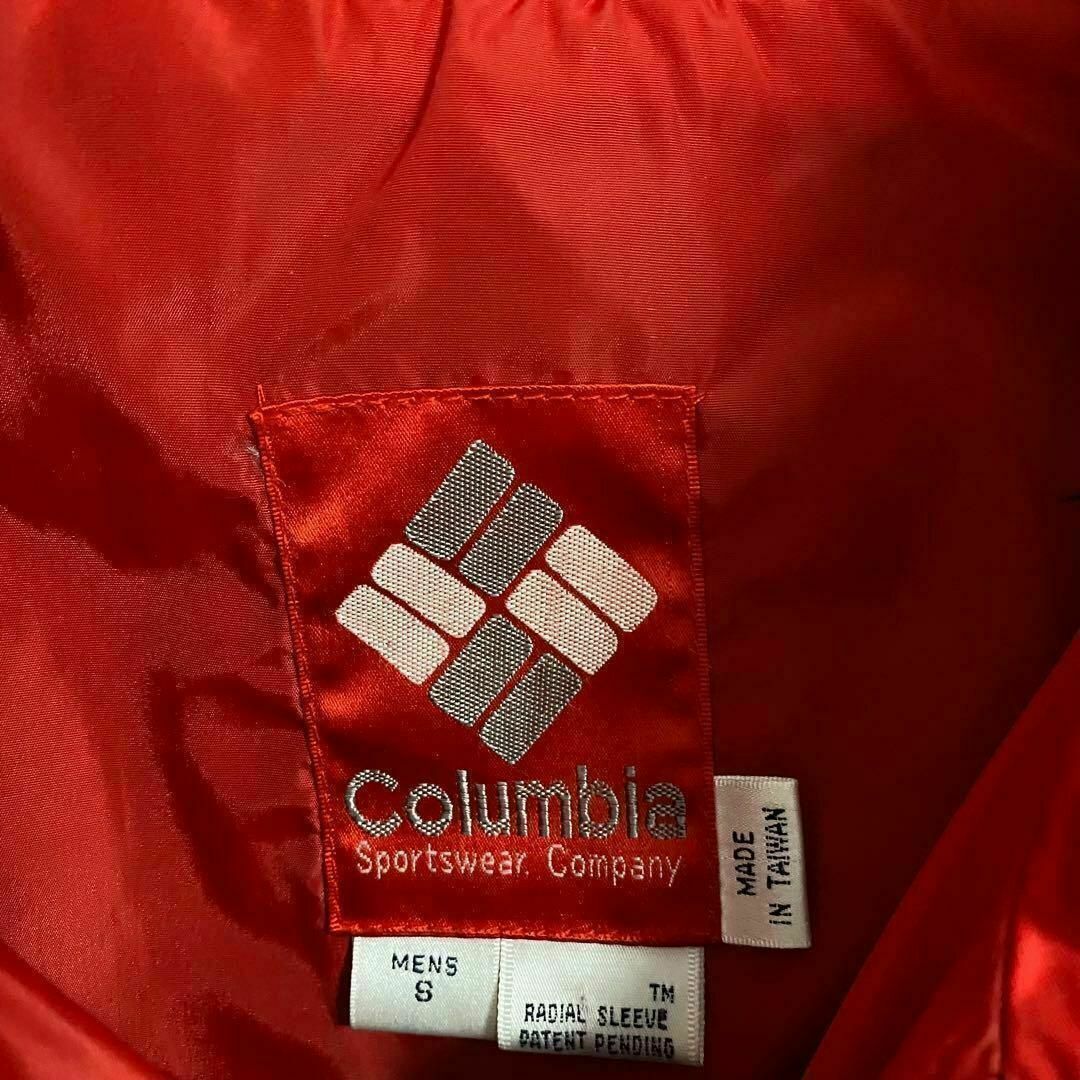 Columbia
Sportswear Company
MADE
IN TAIWAN
MENS
S
TM
RADIAL SLEEVE
PATENT PENDING